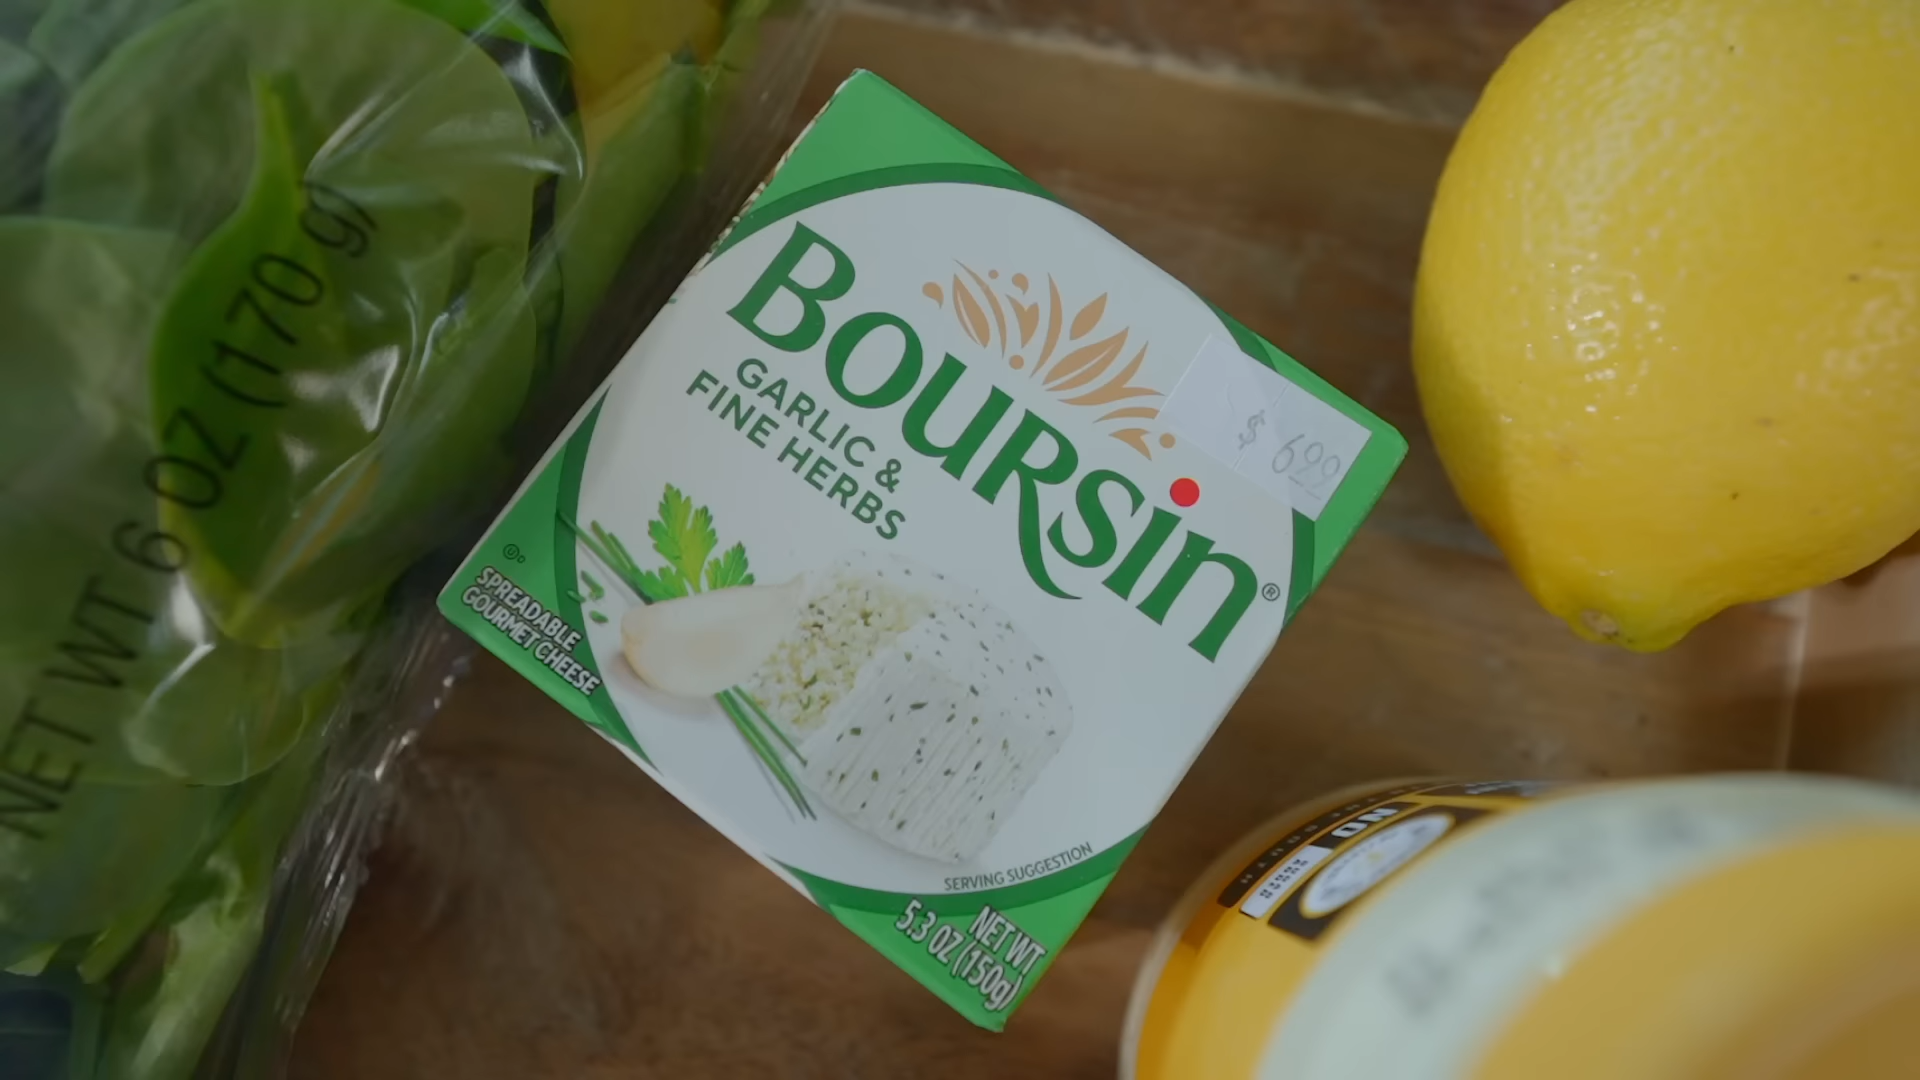 BOURSIN®
GARLIC &
FINE HERBS
$ 6.99
U D
SPREADABLE
GOURMET CHEESE
SERVING SUGGESTION
NET WT
5.3 OZ (150g)
NET WT 6 OZ (170 g)
NO